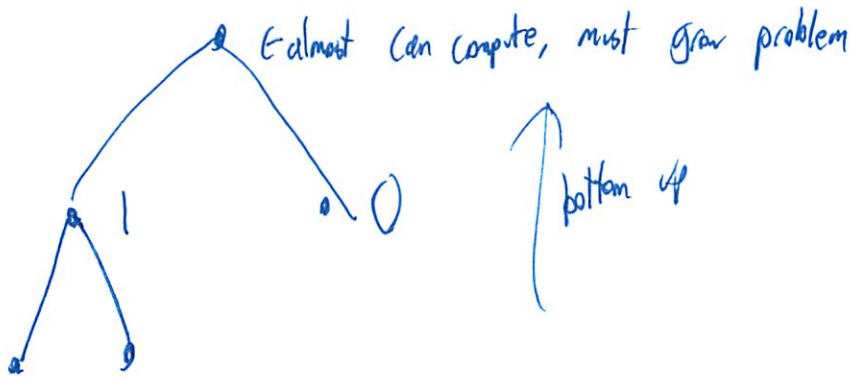 ←almost can compute, must grow problem
1
0
bottom up